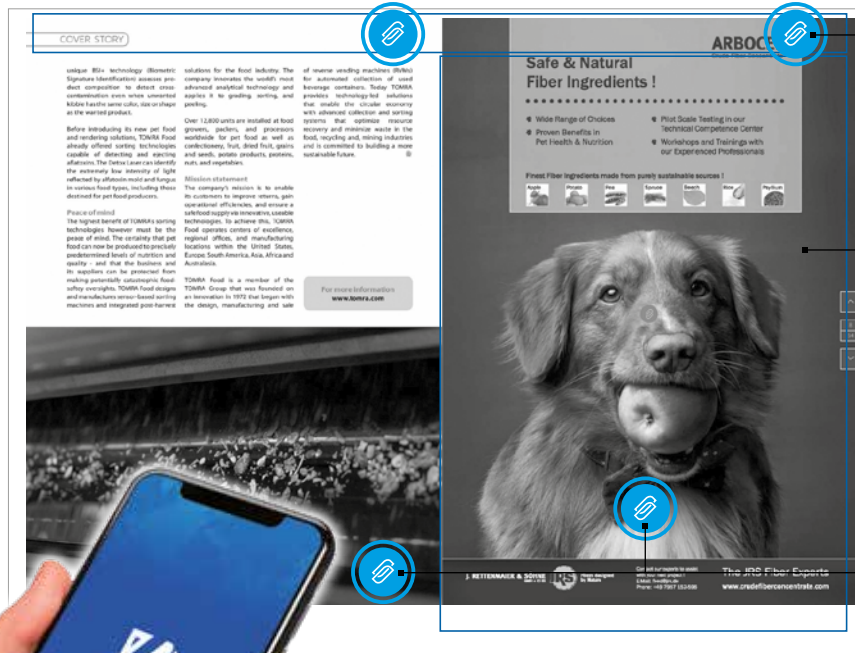 COVER STORY
unique BSI+ technology (Biometric
Signature Identification) assesses pro-
duct composition to detect cross-
contamination even when unwanted
kibble has the same color, size or shape
as the wanted product.
Before introducing its new pet food
and rendering solutions, TOMRA Food
already offered sorting technologies
capable of detecting and ejecting
aflatoxins. The Detox Laser can identify
the extremely low intensity of light
reflected by aflatoxin mold and fungus
in various food types, including those
destined for pet food producers.
Peace of mind
The highest benefit of TOMRA's sorting
technologies however must be the
peace of mind. The certainty that pet
food can now be produced to precisely
predetermined levels of nutrition and
quality - and that the business and
its suppliers can be protected from
making potentially catastrophic food-
safety oversights. TOMRA Food designs
and manufactures sensor-based sorting
machines and integrated post-harvest
solutions for the food industry. The
company innovates the world's most
advanced analytical technology and
applies it to grading, sorting, and
peeling.
Over 12,800 units are installed at food
growers, packers, and processors
worldwide for pet food as well as
confectionery, fruit, dried fruit, grains
and seeds, potato products, proteins,
nuts, and vegetables.
Mission statement
The company's mission is to enable
its customers to improve returns, gain
operational efficiencies, and ensure a
safe food supply via innovative, useable
technologies. To achieve this, TOMRA
Food operates centers of excellence,
regional offices, and manufacturing
locations within the United States,
Europe, South America, Asia, Africa and
Australasia.
TOMRA Food is a member of the
TOMRA Group that was founded on
an innovation in 1972 that began with
the design, manufacturing and sale
of reverse vending machines (RVMs)
for automated collection of used
beverage containers. Today TOMRA
provides technology-led solutions
that enable the circular economy
with advanced collection and sorting
systems that optimize resource
recovery and minimize waste in the
food, recycling and, mining industries
and is committed to building a more
sustainable future.
For more information
www.tomra.com
ARBOCE
Safe & Natural
Fiber Ingredients !
Wide Range of Choices
Proven Benefits in
Pet Health & Nutrition
Pilot Scale Testing in our
Technical Competence Center
Workshops and Trainings with
our Experienced Professionals
Finest Fiber Ingredients made from purely sustainable sources !
Apple Potato Pea Spruce Beech Rice Psyllium
J. RETTENMAIER & SÖHNE
JRS
Fibers designed
by Nature
Contact our experts to assist
with your next project !
The JRS Fiber Experts
www.crudefiberconcentrate.com